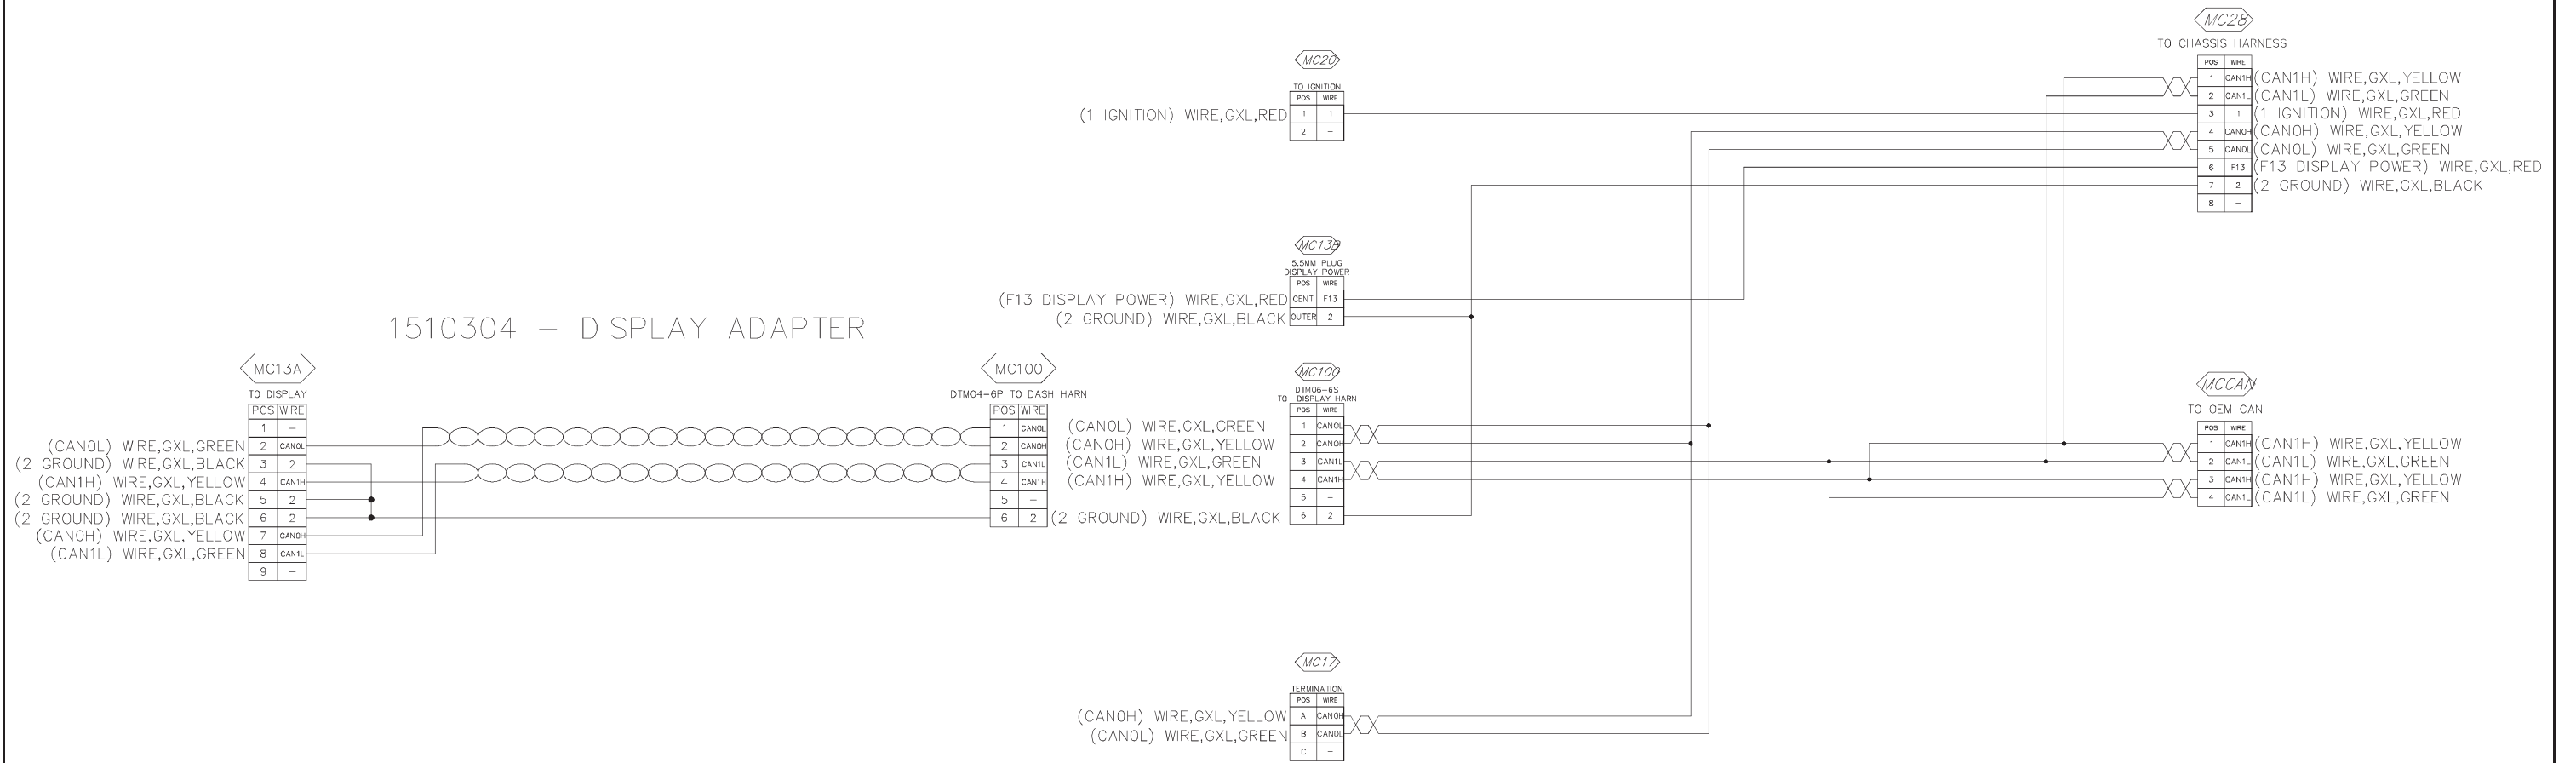 MC28
TO CHASSIS HARNESS
POS WIRE
1 CAN1H (CAN1H) WIRE,GXL,YELLOW
2 CAN1L (CAN1L) WIRE,GXL,GREEN
3 1 (1 IGNITION) WIRE,GXL,RED
4 CAN0H (CAN0H) WIRE,GXL,YELLOW
5 CAN0L (CAN0L) WIRE,GXL,GREEN
6 F13 (F13 DISPLAY POWER) WIRE,GXL,RED
7 2 (2 GROUND) WIRE,GXL,BLACK
8 -
MC20
TO IGNITION
POS WIRE
(1 IGNITION) WIRE,GXL,RED 1 1
2 -
MC13B
5.5MM PLUG
DISPLAY POWER
POS WIRE
(F13 DISPLAY POWER) WIRE,GXL,RED CENT F13
(2 GROUND) WIRE,GXL,BLACK OUTER 2
1510304 - DISPLAY ADAPTER
MC13A
TO DISPLAY
POS WIRE
1 -
(CAN0L) WIRE,GXL,GREEN 2 CAN0L
(2 GROUND) WIRE,GXL,BLACK 3 2
(CAN1H) WIRE,GXL,YELLOW 4 CAN1H
(2 GROUND) WIRE,GXL,BLACK 5 2
(2 GROUND) WIRE,GXL,BLACK 6 2
(CAN0H) WIRE,GXL,YELLOW 7 CAN0H
(CAN1L) WIRE,GXL,GREEN 8 CAN1L
9 -
MC100
DTM04-6P TO DASH HARN
POS WIRE
1 CAN0L
2 CAN0H
3 CAN1L
4 CAN1H
5 -
6 2
MC100
DTM06-6S
TO DISPLAY HARN
POS WIRE
(CAN0L) WIRE,GXL,GREEN 1 CAN0L
(CAN0H) WIRE,GXL,YELLOW 2 CAN0H
(CAN1L) WIRE,GXL,GREEN 3 CAN1L
(CAN1H) WIRE,GXL,YELLOW 4 CAN1H
5 -
(2 GROUND) WIRE,GXL,BLACK 6 2
MCCAN
TO OEM CAN
POS WIRE
1 CAN1H (CAN1H) WIRE,GXL,YELLOW
2 CAN1L (CAN1L) WIRE,GXL,GREEN
3 CAN1H (CAN1H) WIRE,GXL,YELLOW
4 CAN1L (CAN1L) WIRE,GXL,GREEN
MC17
TERMINATION
POS WIRE
(CAN0H) WIRE,GXL,YELLOW A CAN0H
(CAN0L) WIRE,GXL,GREEN B CAN0L
C -